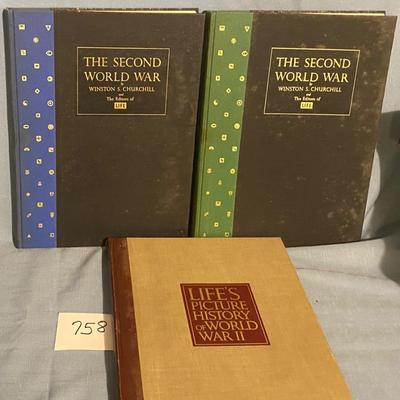 THE SECOND
WORLD WAR
WINSTON S. CHURCHILL
and
The Editors of
LIFE
THE SECOND
WORLD WAR
WINSTON S. CHURCHILL
and
The Editors of
LIFE
LIFE'S
PICTURE
HISTORY
OF WORLD
WAR II
758